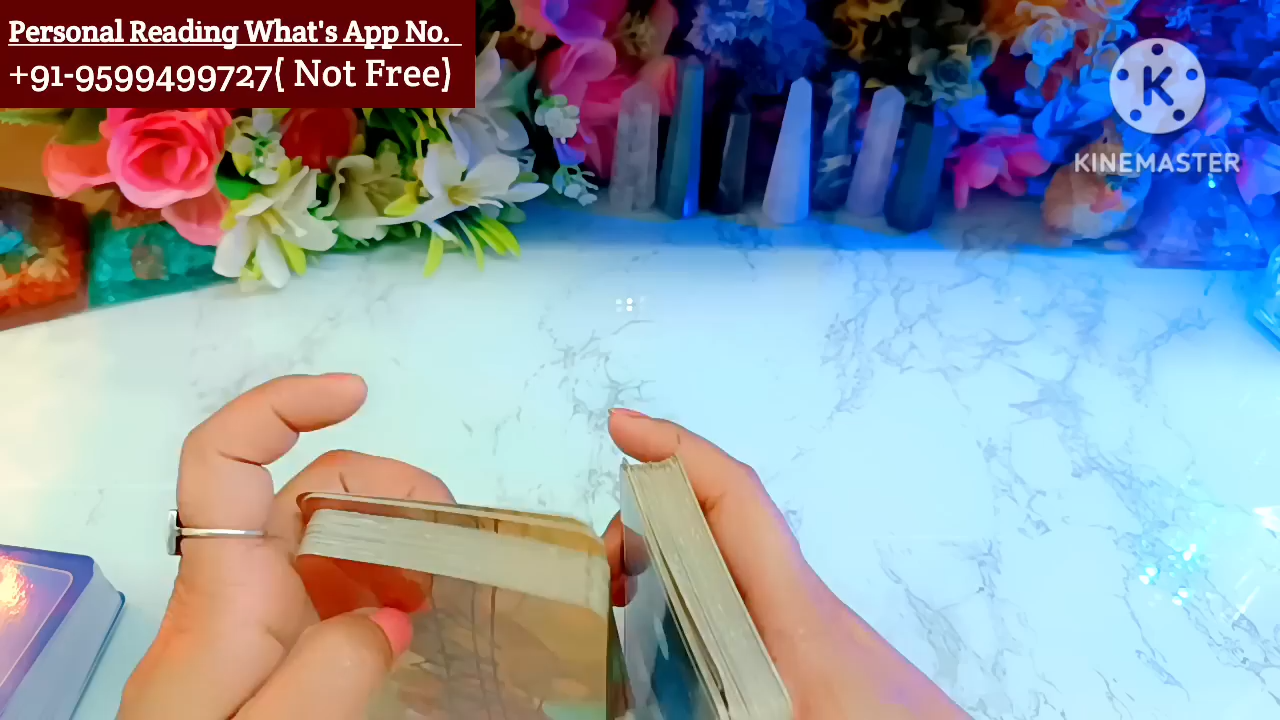 Personal Reading What's App No.
+91-9599499727( Not Free)
K
KINEMASTER